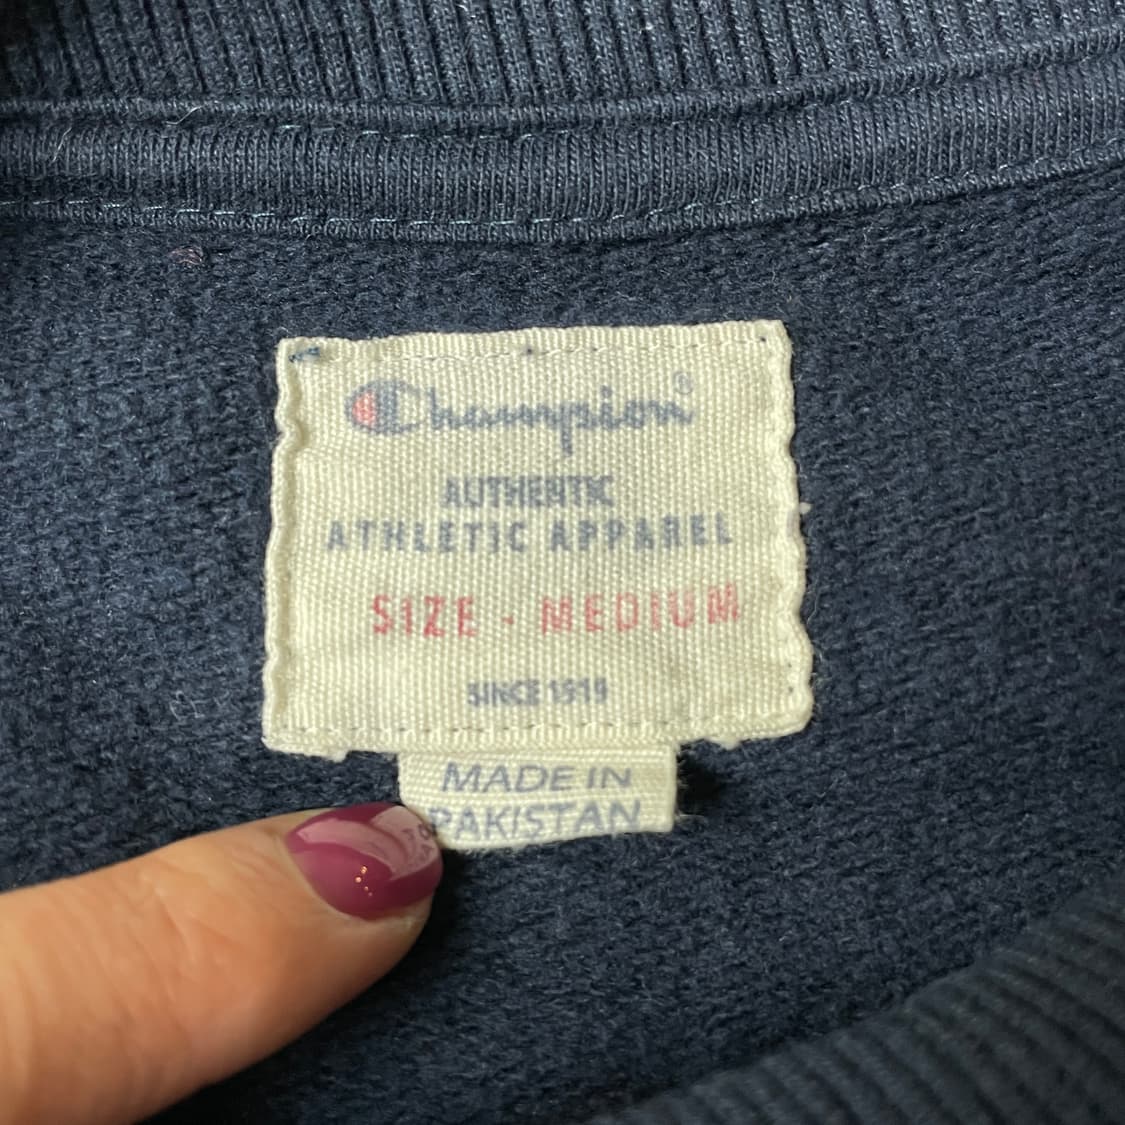 Champion®
AUTHENTIC
ATHLETIC APPAREL
SIZE - MEDIUM
SINCE 1919
MADE IN
PAKISTAN